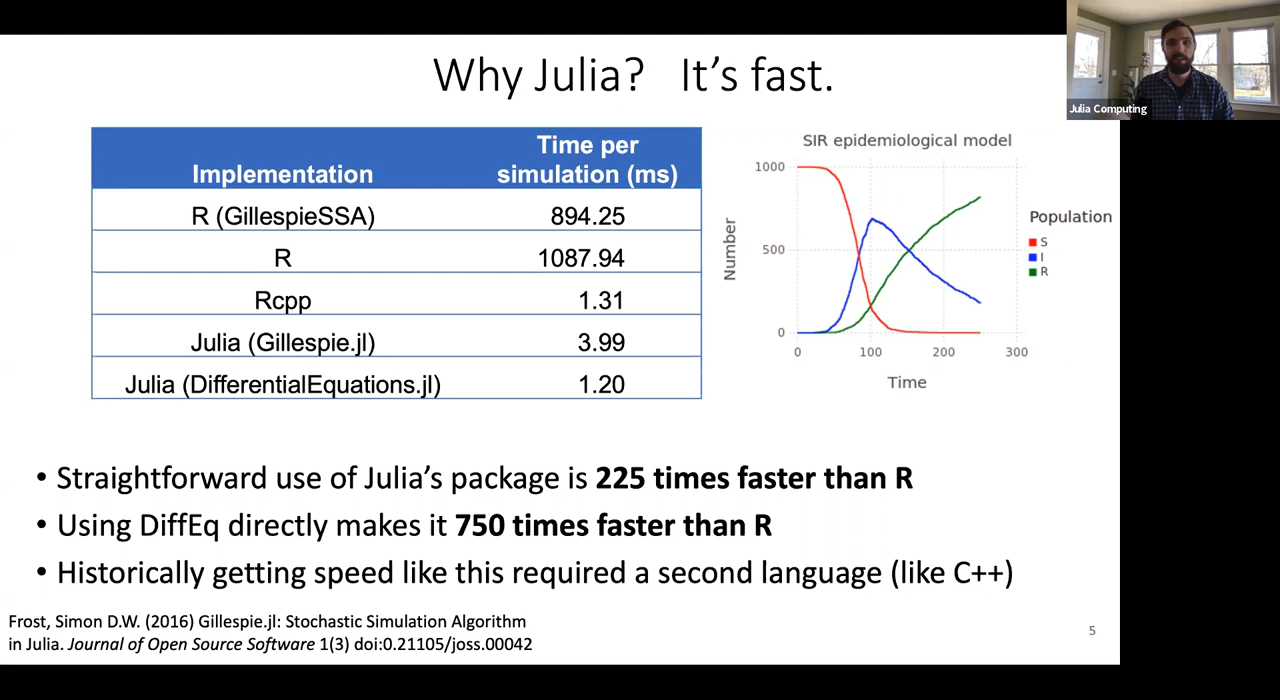 Why Julia? It's fast.
Julia Computing
Implementation
Time per
simulation (ms)
R (GillespieSSA) 894.25
R 1087.94
Rcpp 1.31
Julia (Gillespie.jl) 3.99
Julia (DifferentialEquations.jl) 1.20
SIR epidemiological model
1000
500
0
Number
0 100 200 300
Time
Population
S
I
R
• Straightforward use of Julia's package is 225 times faster than R
• Using DiffEq directly makes it 750 times faster than R
• Historically getting speed like this required a second language (like C++)
Frost, Simon D.W. (2016) Gillespie.jl: Stochastic Simulation Algorithm
in Julia. Journal of Open Source Software 1(3) doi:0.21105/joss.00042
5